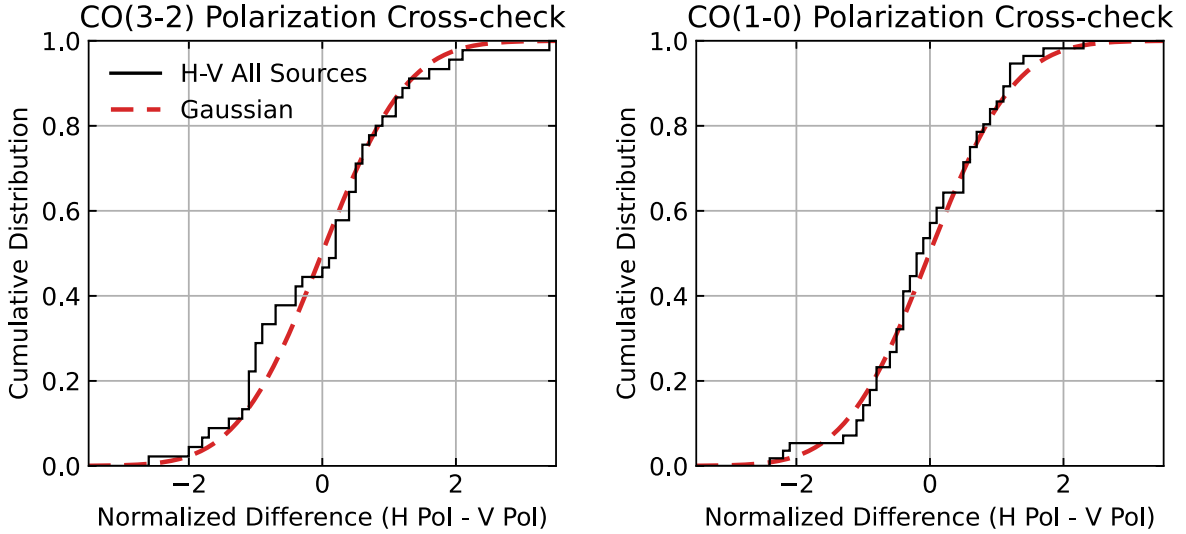 CO(3-2) Polarization Cross-check
1.0
0.8
0.6
0.4
0.2
0.0
Cumulative Distribution
H-V All Sources
Gaussian
−2
0
2
Normalized Difference (H Pol - V Pol)
CO(1-0) Polarization Cross-check
1.0
0.8
0.6
0.4
0.2
0.0
Cumulative Distribution
−2
0
2
Normalized Difference (H Pol - V Pol)